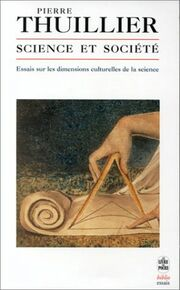 PIERRE
THUILLIER
SCIENCE ET SOCIÉTÉ
Essais sur les dimensions culturelles de la science
LE LIVRE
DE POCHE
biblio
essais